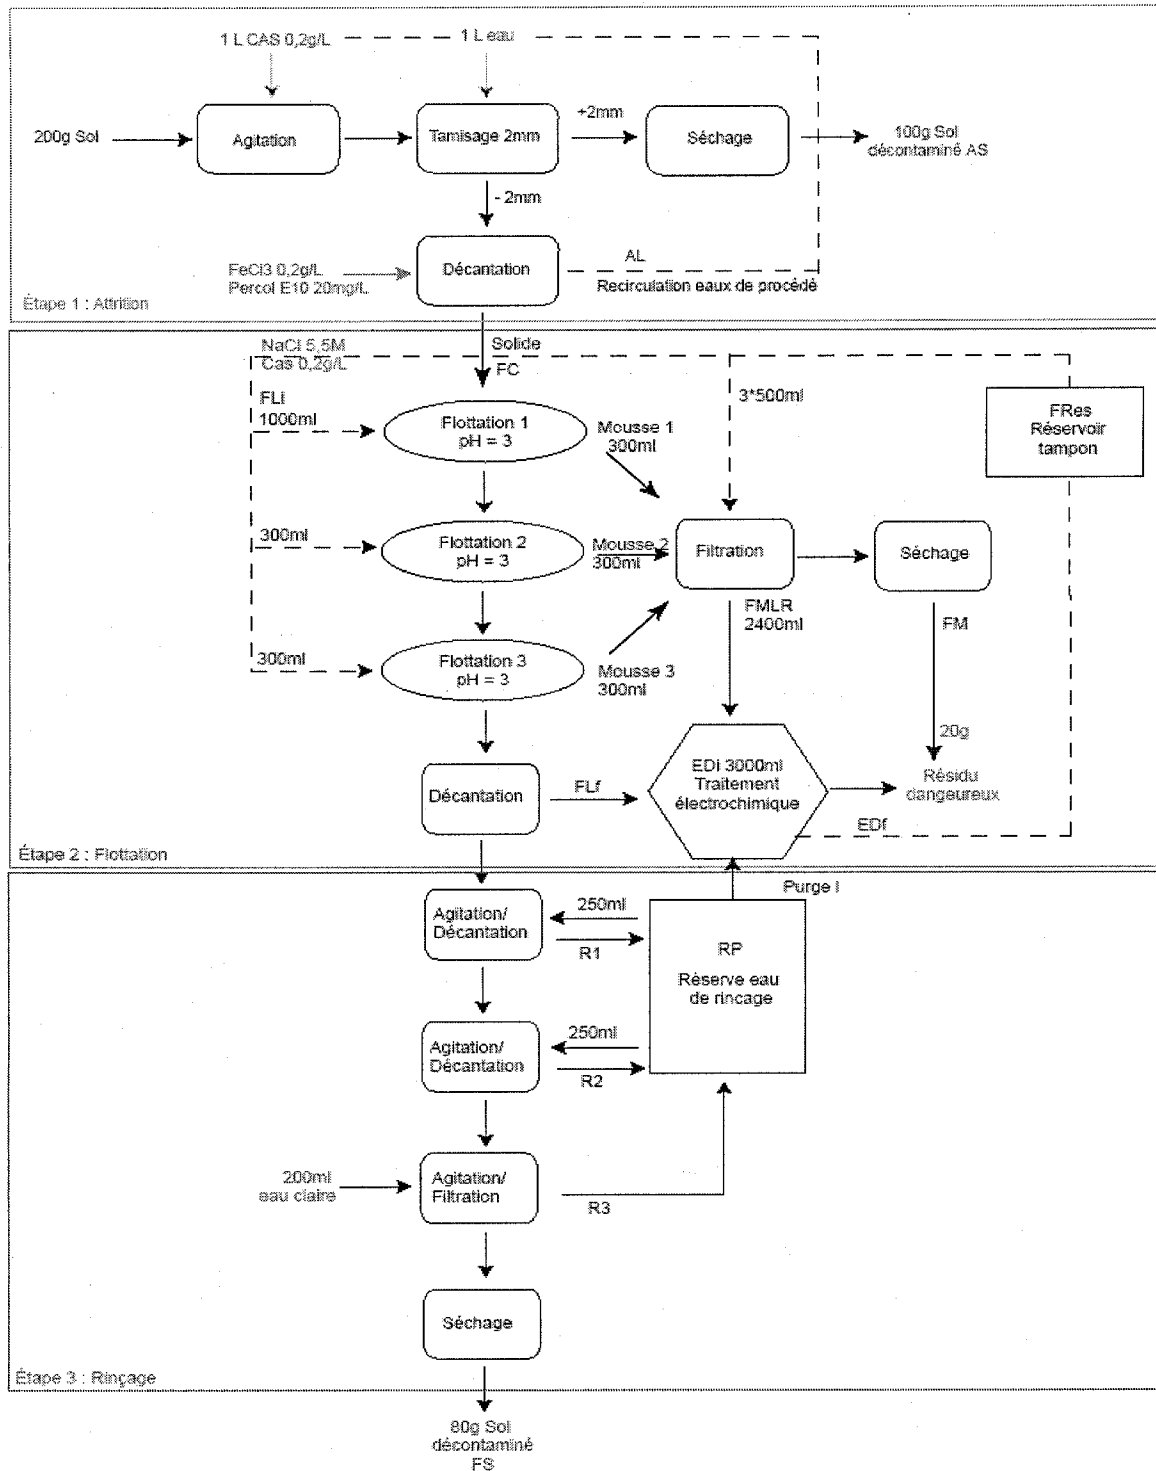 1 L CAS 0,2g/L
1 L eau
200g Sol
Agitation
Tamisage 2mm
+2mm
Séchage
100g Sol
décontaminé AS
- 2mm
FeCl3 0,2g/L
Percol E10 20mg/L
Décantation
AL
Recirculation eaux de procédé
Étape 1 : Attrition
NaCl 5,5M
Cas 0,2g/L
Solide
FC
FLI
1000ml
Flottation 1
pH = 3
Mousse 1
300ml
3*500ml
FRes
Réservoir
tampon
300ml
Flottation 2
pH = 3
Mousse 2
300ml
Filtration
Séchage
FMLR
2400ml
FM
300ml
Flottation 3
pH = 3
Mousse 3
300ml
20g
Décantation
FLf
EDI 3000ml
Traitement
électrochimique
Résidu
dangeureux
EDf
Étape 2 : Flottation
Purge I
Agitation/
Décantation
250ml
R1
RP
Réserve eau
de rincage
Agitation/
Décantation
250ml
R2
200ml
eau claire
Agitation/
Filtration
R3
Séchage
Étape 3 : Rinçage
80g Sol
décontaminé
FS